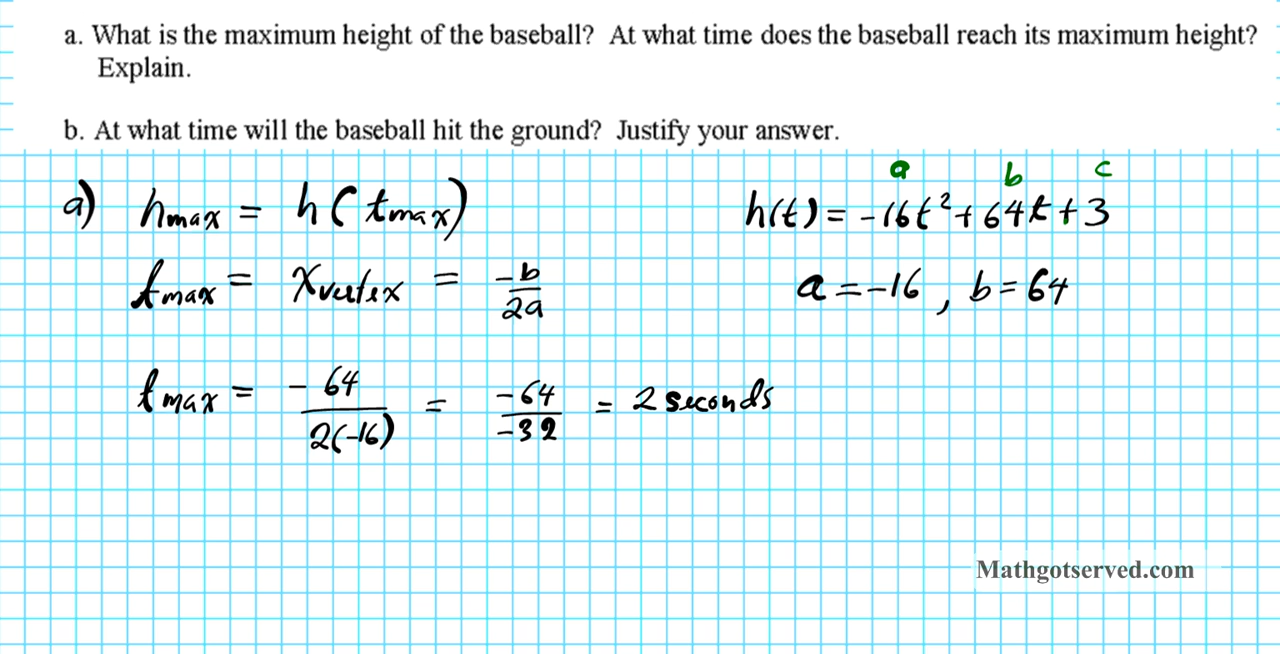 a. What is the maximum height of the baseball? At what time does the baseball reach its maximum height?
Explain.
b. At what time will the baseball hit the ground? Justify your answer.
a b c
a) hmax = h(tmax)
h(t) = -16t² + 64t + 3
tmax = xvertex = -b/2a
a = -16, b = 64
tmax = -64/2(-16) = -64/-32 = 2 seconds
Mathgotserved.com